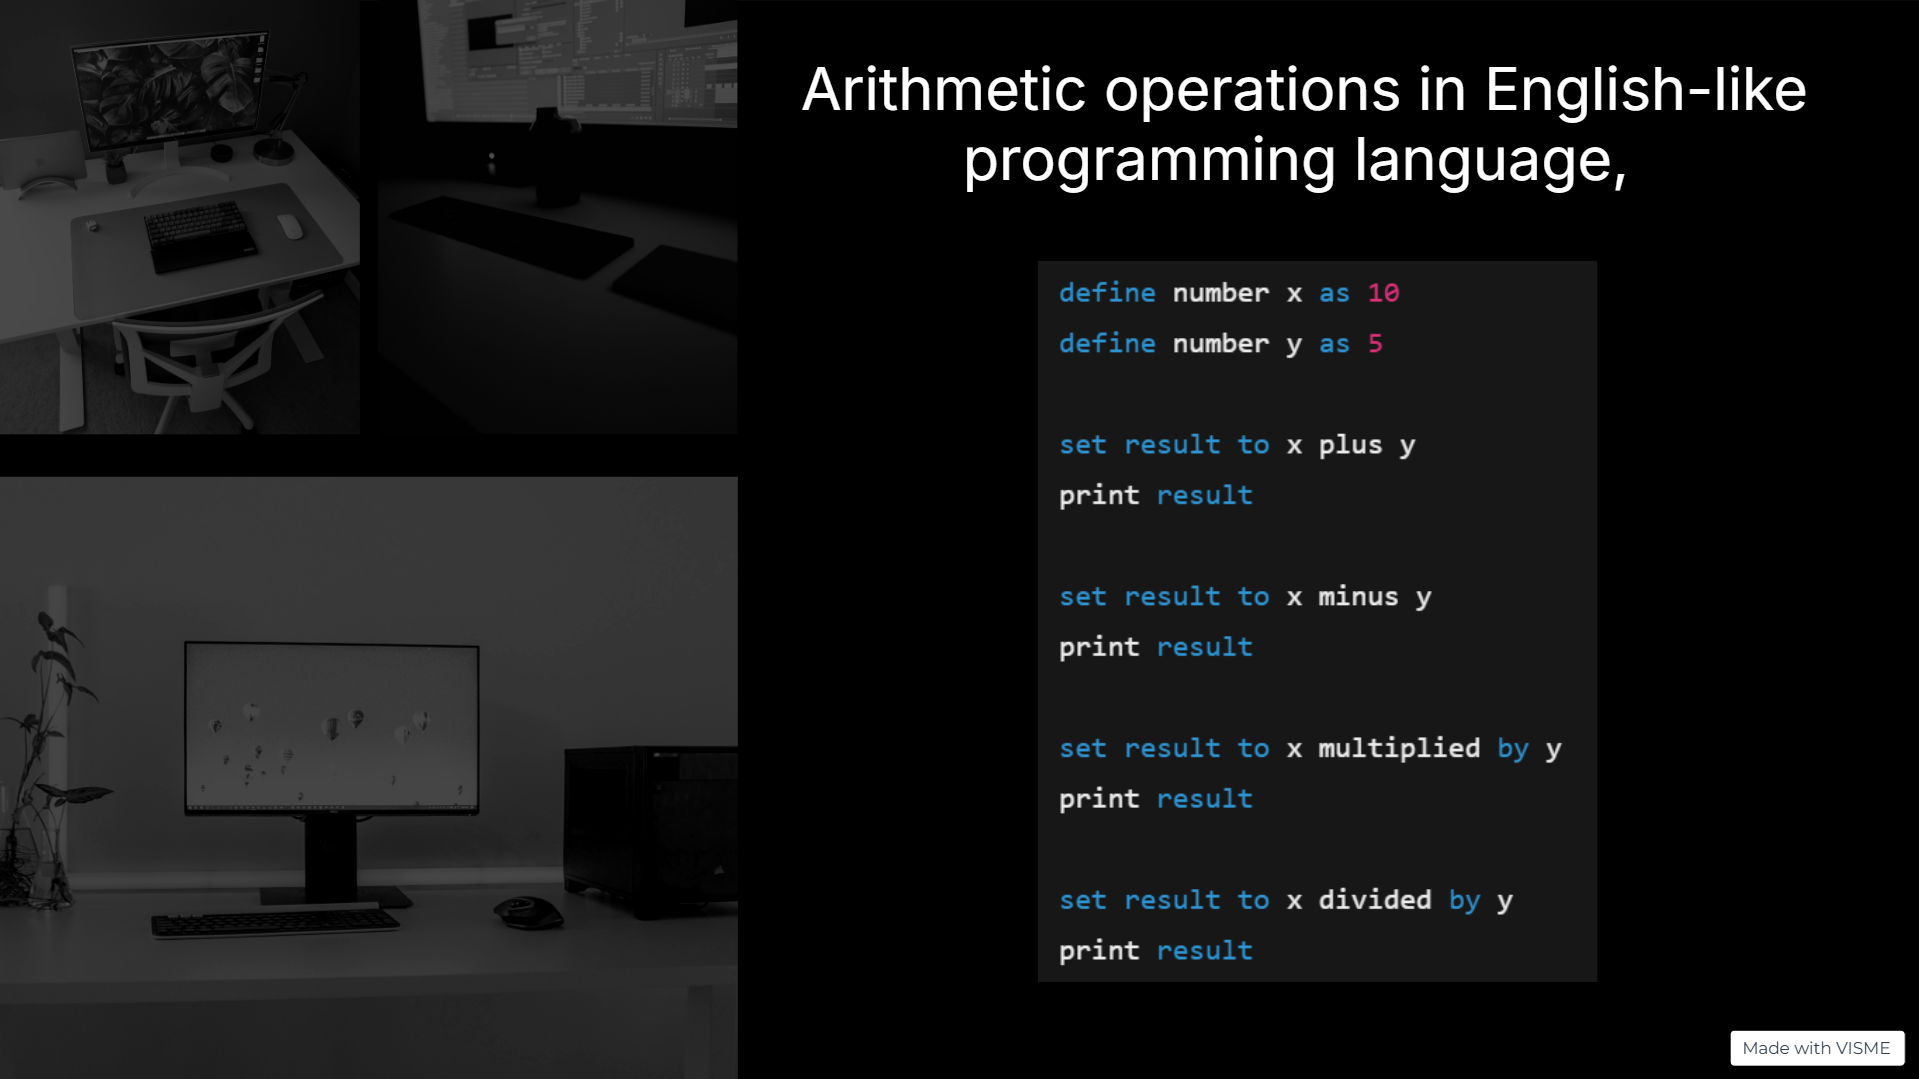 Arithmetic operations in English-like
programming language,
define number x as 10
define number y as 5
set result to x plus y
print result
set result to x minus y
print result
set result to x multiplied by y
print result
set result to x divided by y
print result
Made with VISME